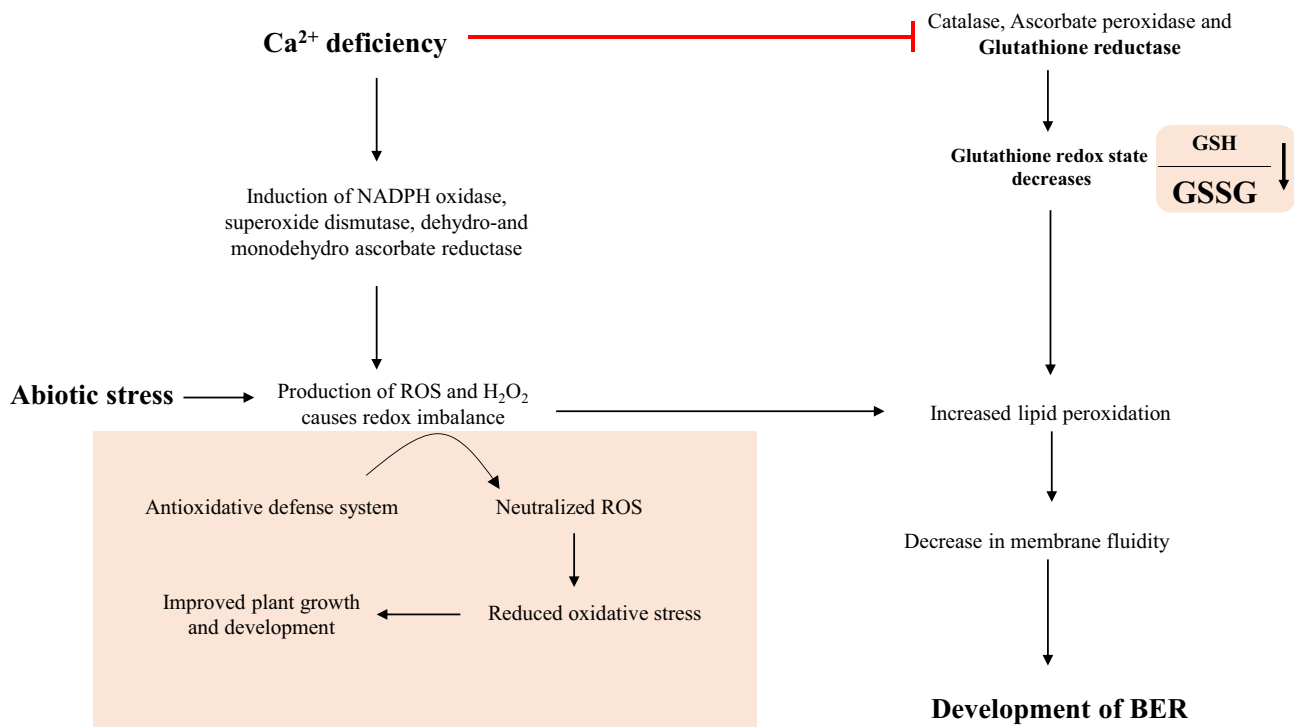 Ca²⁺ deficiency
Catalase, Ascorbate peroxidase and
Glutathione reductase
Glutathione redox state
decreases
GSH
GSSG
Induction of NADPH oxidase,
superoxide dismutase, dehydro-and
monodehydro ascorbate reductase
Abiotic stress
Production of ROS and H₂O₂
causes redox imbalance
Increased lipid peroxidation
Antioxidative defense system
Neutralized ROS
Decrease in membrane fluidity
Improved plant growth
and development
Reduced oxidative stress
Development of BER